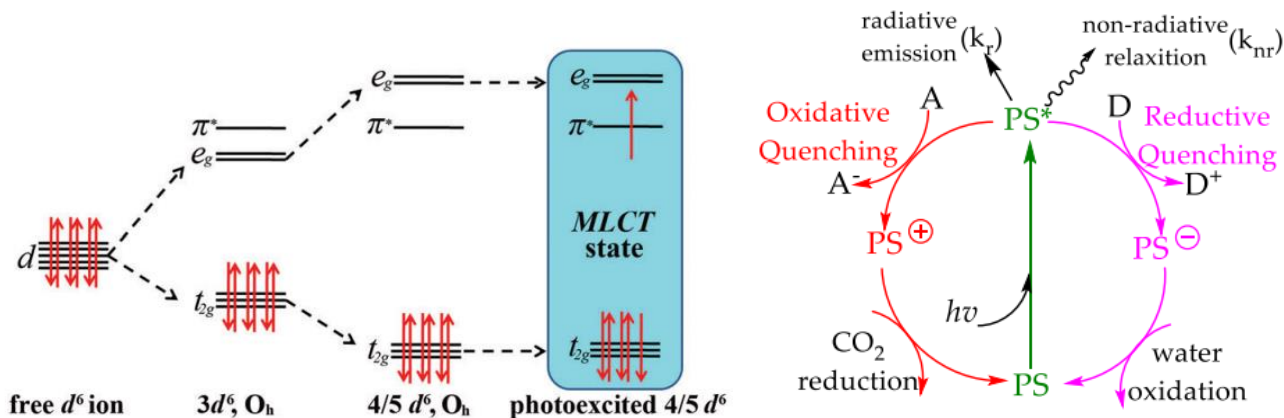 e_g
π*
e_g
t_2g
d
π*
e_g
t_2g
e_g
π*
MLCT
state
t_2g
free d⁶ ion
3d⁶, O_h
4/5 d⁶, O_h
photoexcited 4/5 d⁶
radiative
emission
(k_r)
non-radiative
relaxition
(k_nr)
A
PS*
D
Oxidative
Quenching
Reductive
Quenching
A⁻
D⁺
PS⊕
PS⊖
hν
CO₂
reduction
PS
water
oxidation